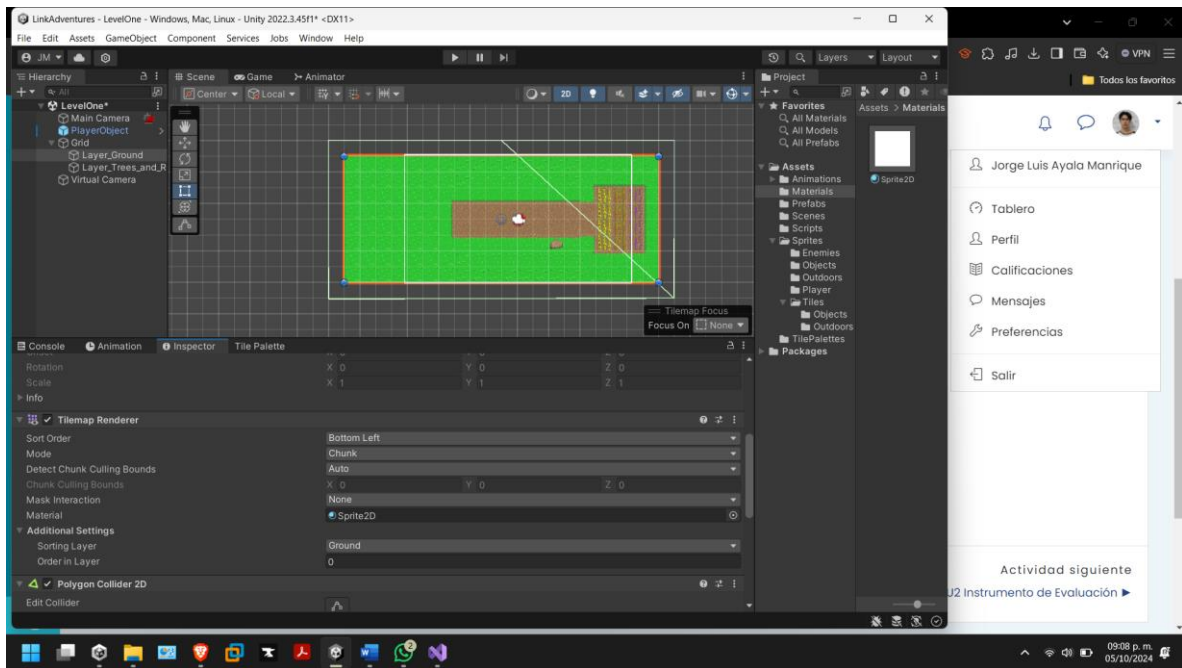 LinkAdventures - LevelOne - Windows, Mac, Linux - Unity 2022.3.45f1* <DX11>
File Edit Assets GameObject Component Services Jobs Window Help
JM
Layers
Layout
Hierarchy
All
LevelOne*
Main Camera
PlayerObject
Grid
Layer_Ground
Layer_Trees_and_R
Virtual Camera
Scene
Game
Animator
Center
Local
2D
Tilemap Focus
Focus On
None
Project
Favorites
All Materials
All Models
All Prefabs
Assets
Animations
Materials
Prefabs
Scenes
Scripts
Sprites
Enemies
Objects
Outdoors
Player
Tiles
Objects
Outdoors
TilePalettes
Packages
Assets > Materials
Sprite2D
Console
Animation
Inspector
Tile Palette
Rotation X 0 Y 0 Z 0
Scale X 1 Y 1 Z 1
Info
Tilemap Renderer
Sort Order Bottom Left
Mode Chunk
Detect Chunk Culling Bounds Auto
Chunk Culling Bounds X 0 Y 0 Z 0
Mask Interaction None
Material Sprite2D
Additional Settings
Sorting Layer Ground
Order in Layer 0
Polygon Collider 2D
Edit Collider
VPN
Todos los favoritos
Jorge Luis Ayala Manrique
Tablero
Perfil
Calificaciones
Mensajes
Preferencias
Salir
Actividad siguiente
U2 Instrumento de Evaluación ►
2
09:08 p. m.
05/10/2024